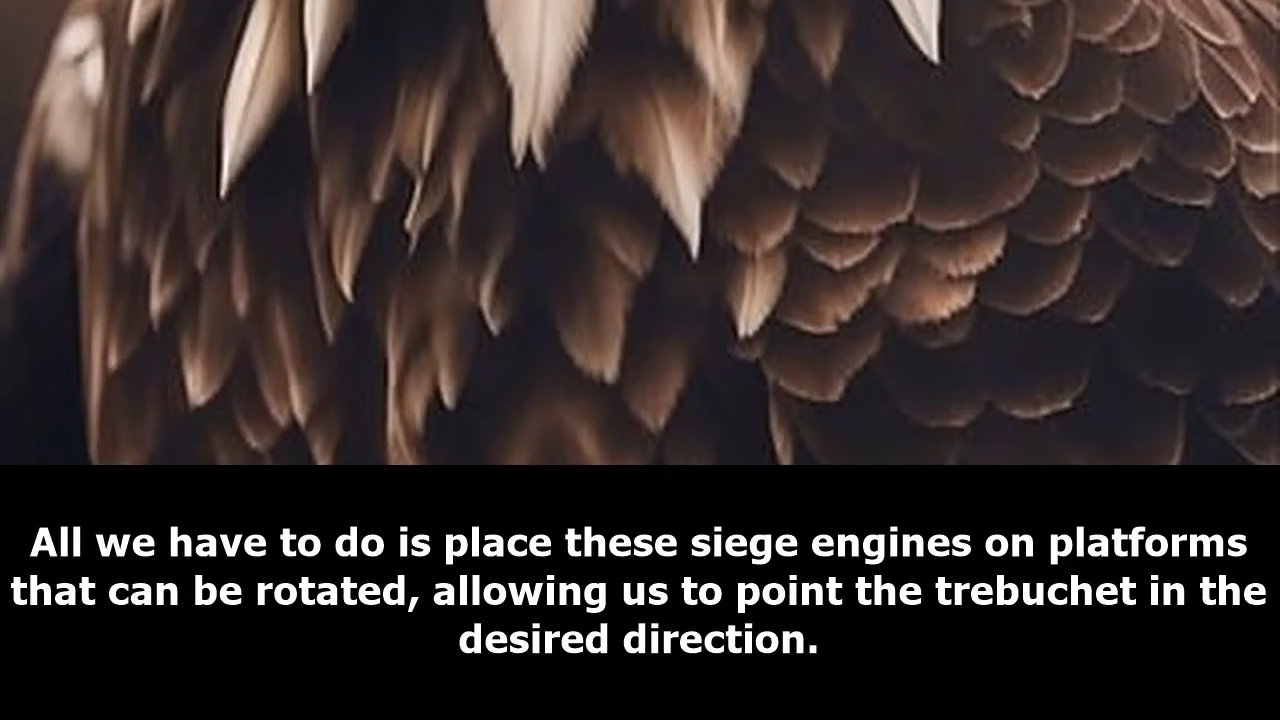 All we have to do is place these siege engines on platforms
that can be rotated, allowing us to point the trebuchet in the
desired direction.